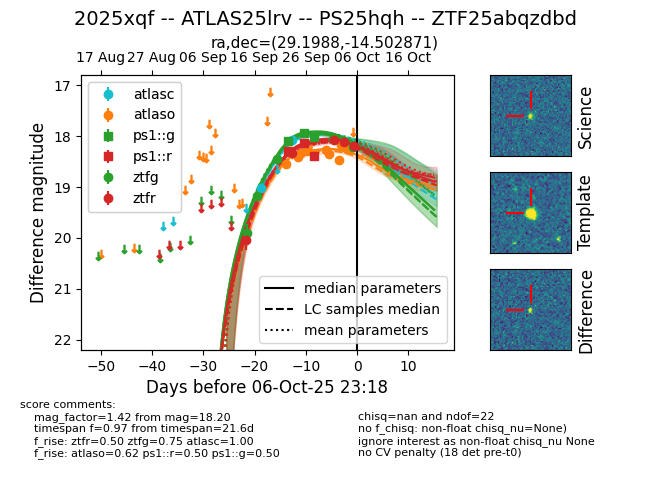 2025xqf -- ATLAS25lrv -- PS25hqh -- ZTF25abqzdbd
ra,dec=(29.1988,-14.502871)
17 Aug 27 Aug 06 Sep 16 Sep 26 Sep 06 Oct 16 Oct
17
18
19
20
21
22
Difference magnitude
atlasc
atlaso
ps1::g
ps1::r
ztfg
ztfr
median parameters
LC samples median
mean parameters
−50 −40 −30 −20 −10 0 10
Days before 06-Oct-25 23:18
Science
Template
Difference
score comments:
mag_factor=1.42 from mag=18.20
timespan f=0.97 from timespan=21.6d
f_rise: ztfr=0.50 ztfg=0.75 atlasc=1.00
f_rise: atlaso=0.62 ps1::r=0.50 ps1::g=0.50
chisq=nan and ndof=22
no f_chisq: non-float chisq_nu=None)
ignore interest as non-float chisq_nu None
no CV penalty (18 det pre-t0)